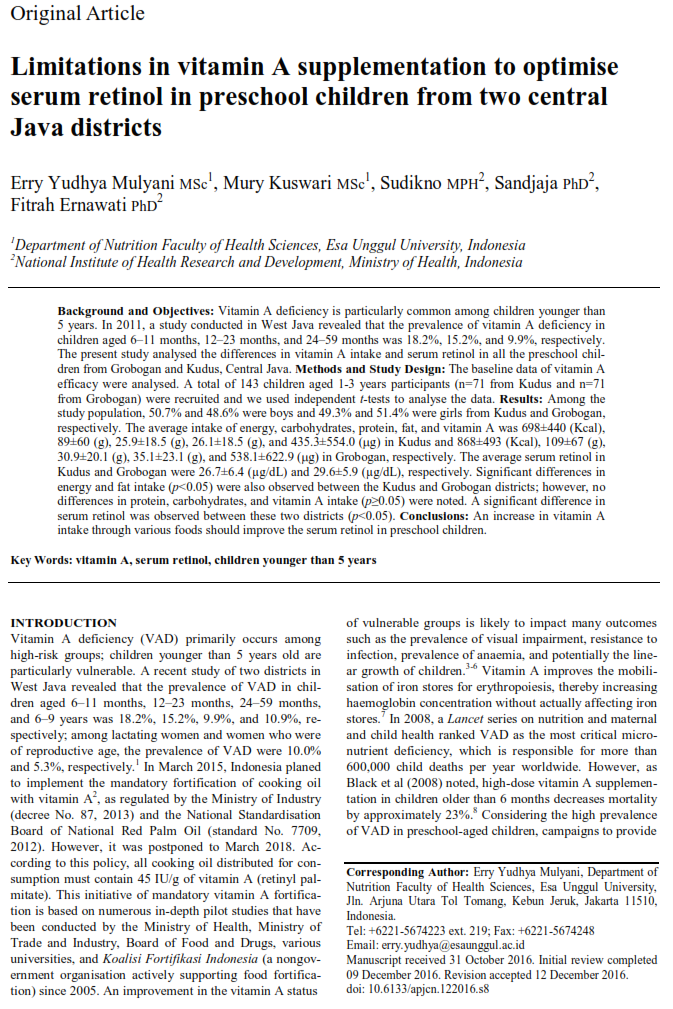 Original Article
Limitations in vitamin A supplementation to optimise
serum retinol in preschool children from two central
Java districts
Erry Yudhya Mulyani MSc1, Mury Kuswari MSc1, Sudikno MPH2, Sandjaja PhD2,
Fitrah Ernawati PhD2
1Department of Nutrition Faculty of Health Sciences, Esa Unggul University, Indonesia
2National Institute of Health Research and Development, Ministry of Health, Indonesia
Background and Objectives: Vitamin A deficiency is particularly common among children younger than
5 years. In 2011, a study conducted in West Java revealed that the prevalence of vitamin A deficiency in
children aged 6–11 months, 12–23 months, and 24–59 months was 18.2%, 15.2%, and 9.9%, respectively.
The present study analysed the differences in vitamin A intake and serum retinol in all the preschool chil-
dren from Grobogan and Kudus, Central Java. Methods and Study Design: The baseline data of vitamin A
efficacy were analysed. A total of 143 children aged 1-3 years participants (n=71 from Kudus and n=71
from Grobogan) were recruited and we used independent t-tests to analyse the data. Results: Among the
study population, 50.7% and 48.6% were boys and 49.3% and 51.4% were girls from Kudus and Grobogan,
respectively. The average intake of energy, carbohydrates, protein, fat, and vitamin A was 698±440 (Kcal),
89±60 (g), 25.9±18.5 (g), 26.1±18.5 (g), and 435.3±554.0 (µg) in Kudus and 868±493 (Kcal), 109±67 (g),
30.9±20.1 (g), 35.1±23.1 (g), and 538.1±622.9 (µg) in Grobogan, respectively. The average serum retinol in
Kudus and Grobogan were 26.7±6.4 (µg/dL) and 29.6±5.9 (µg/dL), respectively. Significant differences in
energy and fat intake (p<0.05) were also observed between the Kudus and Grobogan districts; however, no
differences in protein, carbohydrates, and vitamin A intake (p≥0.05) were noted. A significant difference in
serum retinol was observed between these two districts (p<0.05). Conclusions: An increase in vitamin A
intake through various foods should improve the serum retinol in preschool children.
Key Words: vitamin A, serum retinol, children younger than 5 years
INTRODUCTION
Vitamin A deficiency (VAD) primarily occurs among
high-risk groups; children younger than 5 years old are
particularly vulnerable. A recent study of two districts in
West Java revealed that the prevalence of VAD in chil-
dren aged 6–11 months, 12–23 months, 24–59 months,
and 6–9 years was 18.2%, 15.2%, 9.9%, and 10.9%, re-
spectively; among lactating women and women who were
of reproductive age, the prevalence of VAD were 10.0%
and 5.3%, respectively.1 In March 2015, Indonesia planed
to implement the mandatory fortification of cooking oil
with vitamin A2, as regulated by the Ministry of Industry
(decree No. 87, 2013) and the National Standardisation
Board of National Red Palm Oil (standard No. 7709,
2012). However, it was postponed to March 2018. Ac-
cording to this policy, all cooking oil distributed for con-
sumption must contain 45 IU/g of vitamin A (retinyl pal-
mitate). This initiative of mandatory vitamin A fortifica-
tion is based on numerous in-depth pilot studies that have
been conducted by the Ministry of Health, Ministry of
Trade and Industry, Board of Food and Drugs, various
universities, and Koalisi Fortifikasi Indonesia (a nongov-
ernment organisation actively supporting food fortifica-
tion) since 2005. An improvement in the vitamin A status
of vulnerable groups is likely to impact many outcomes
such as the prevalence of visual impairment, resistance to
infection, prevalence of anaemia, and potentially the line-
ar growth of children.3-6 Vitamin A improves the mobili-
sation of iron stores for erythropoiesis, thereby increasing
haemoglobin concentration without actually affecting iron
stores.7 In 2008, a Lancet series on nutrition and maternal
and child health ranked VAD as the most critical micro-
nutrient deficiency, which is responsible for more than
600,000 child deaths per year worldwide. However, as
Black et al (2008) noted, high-dose vitamin A supplemen-
tation in children older than 6 months decreases mortality
by approximately 23%.8 Considering the high prevalence
of VAD in preschool-aged children, campaigns to provide
Corresponding Author: Erry Yudhya Mulyani, Department of
Nutrition Faculty of Health Sciences, Esa Unggul University,
Jln. Arjuna Utara Tol Tomang, Kebun Jeruk, Jakarta 11510,
Indonesia.
Tel: +6221-5674223 ext. 219; Fax: +6221-5674248
Email: erry.yudhya@esaunggul.ac.id
Manuscript received 31 October 2016. Initial review completed
09 December 2016. Revision accepted 12 December 2016.
doi: 10.6133/apjcn.122016.s8